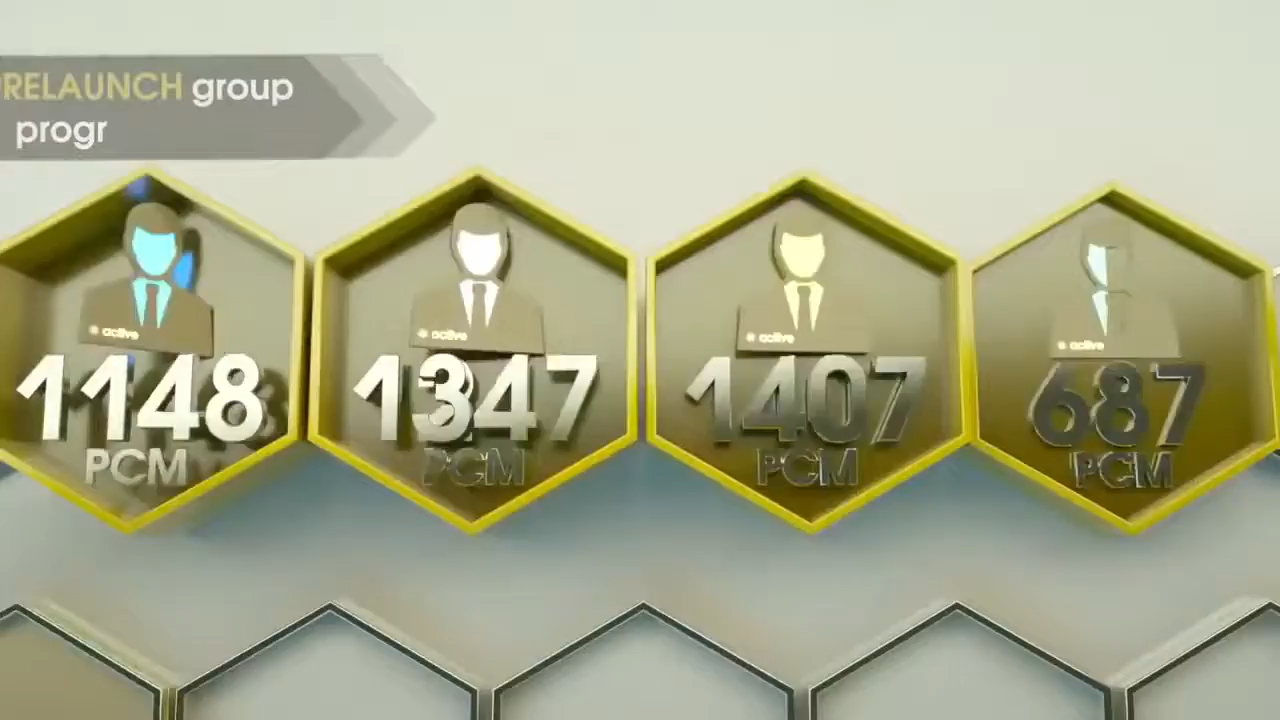 RELAUNCH group
progr
active
1148
PCM
active
1347
PCM
active
1407
PCM
active
687
PCM